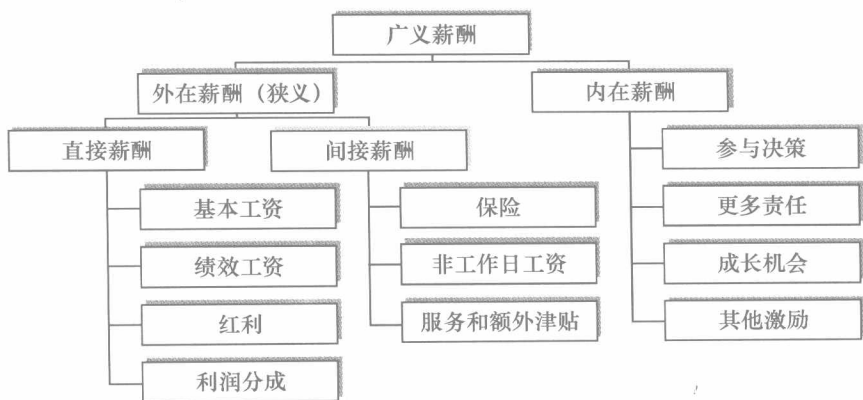 广义薪酬
外在薪酬（狭义）
内在薪酬
直接薪酬
间接薪酬
基本工资
绩效工资
红利
利润分成
保险
非工作日工资
服务和额外津贴
参与决策
更多责任
成长机会
其他激励